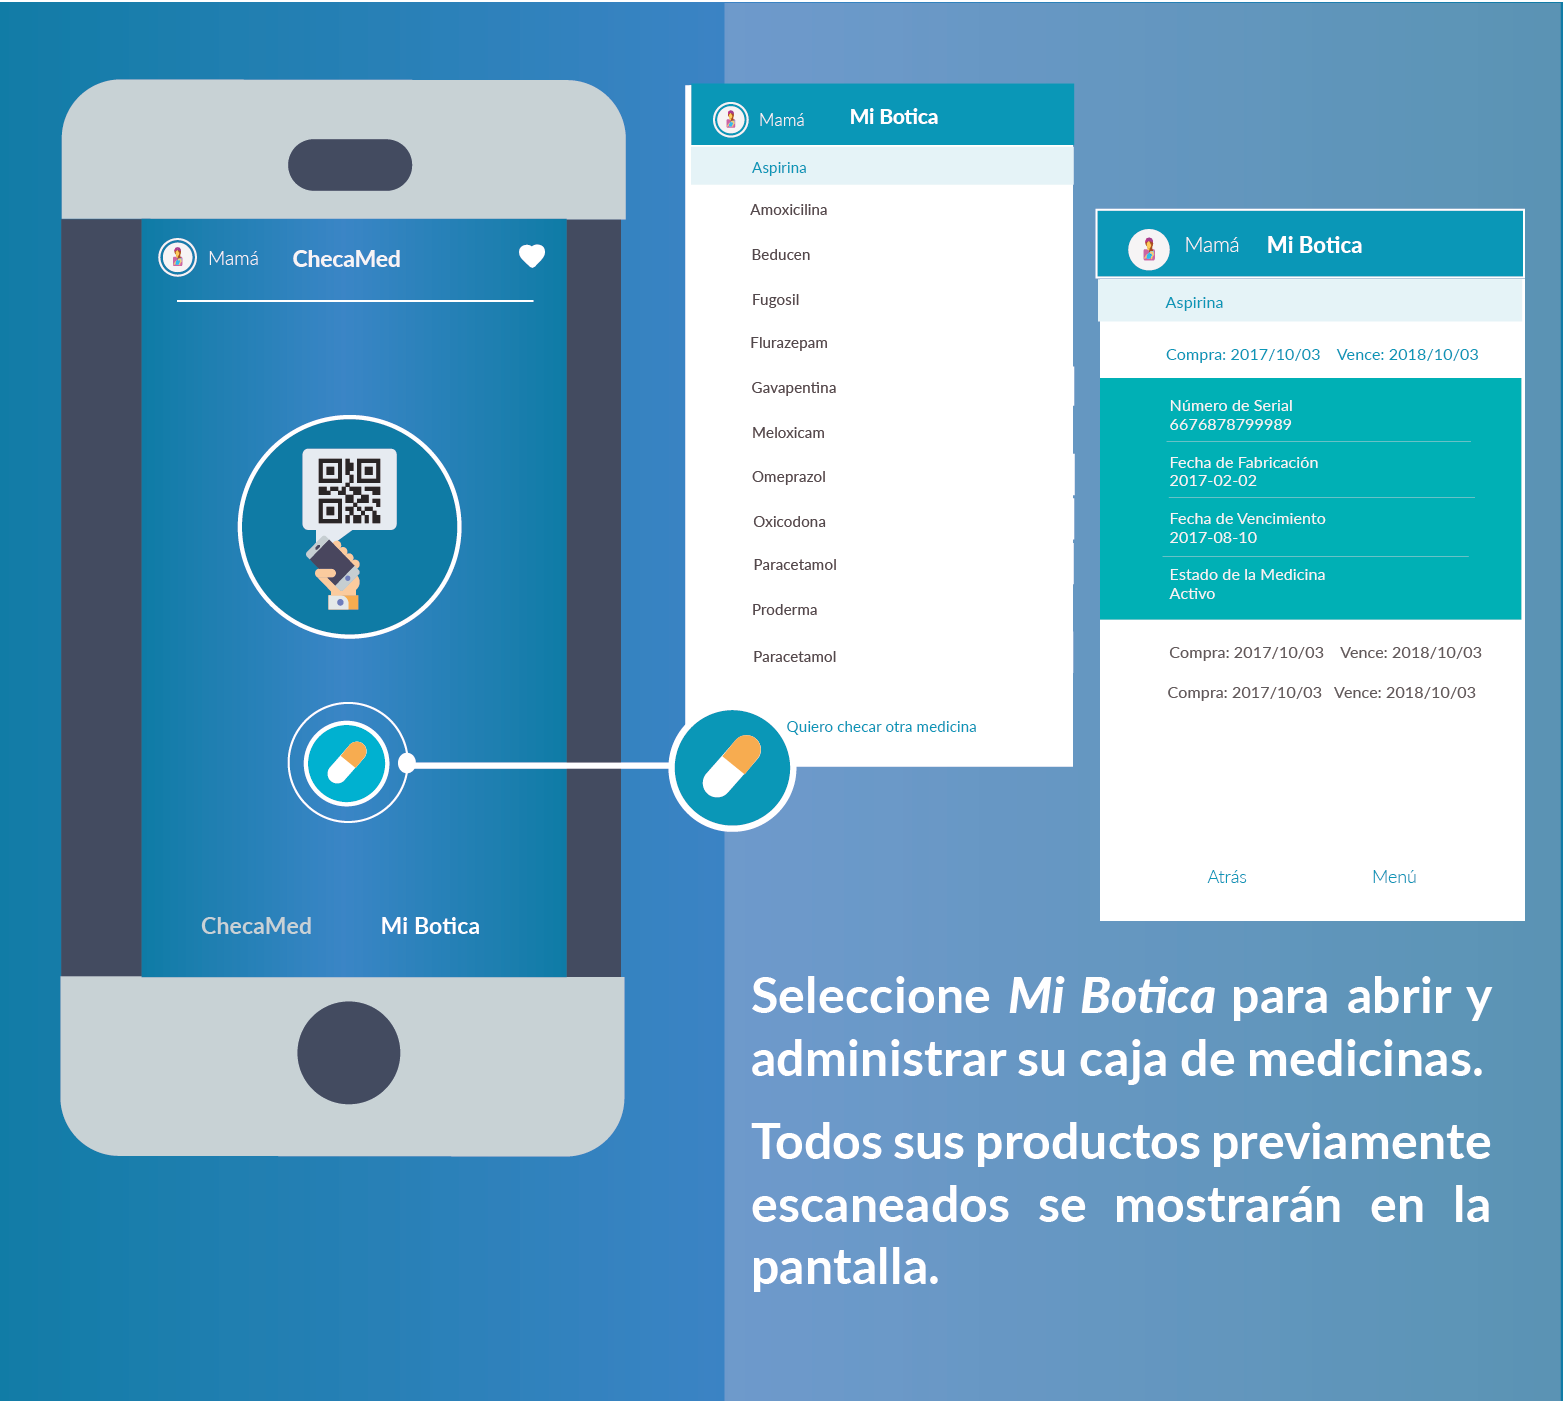 Mamá ChecaMed
ChecaMed Mi Botica
Mamá Mi Botica
Aspirina
Amoxicilina
Beducen
Fugosil
Flurazepam
Gavapentina
Meloxicam
Omeprazol
Oxicodona
Paracetamol
Proderma
Paracetamol
Quiero checar otra medicina
Mamá Mi Botica
Aspirina
Compra: 2017/10/03 Vence: 2018/10/03
Número de Serial
6676878799989
Fecha de Fabricación
2017-02-02
Fecha de Vencimiento
2017-08-10
Estado de la Medicina
Activo
Compra: 2017/10/03 Vence: 2018/10/03
Compra: 2017/10/03 Vence: 2018/10/03
Atrás Menú
Seleccione Mi Botica para abrir y
administrar su caja de medicinas.
Todos sus productos previamente
escaneados se mostrarán en la
pantalla.